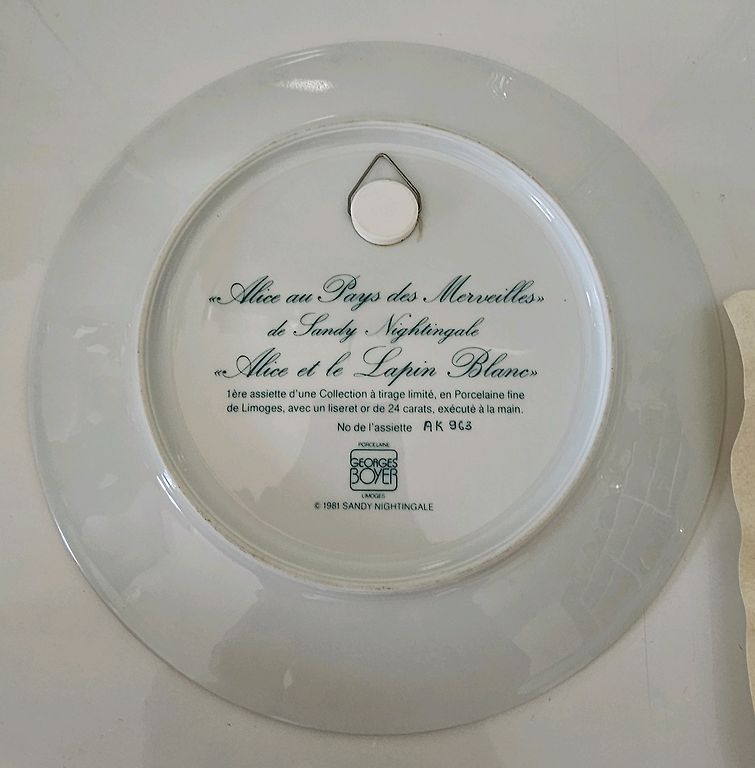 «Alice au Pays des Merveilles»
de Sandy Nightingale
«Alice et le Lapin Blanc»
1ère assiette d'une Collection à tirage limité, en Porcelaine fine
de Limoges, avec un liseret or de 24 carats, exécuté à la main.
No de l'assiette AK 963
PORCELAINE
GEORGES
BOYER
LIMOGES
© 1981 SANDY NIGHTINGALE